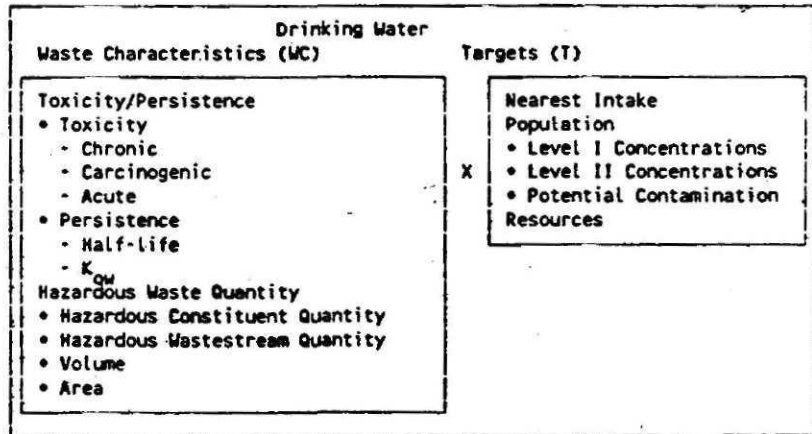 Drinking Water
Waste Characteristics (WC)
Targets (T)
Toxicity/Persistence
• Toxicity
- Chronic
- Carcinogenic
- Acute
• Persistence
- Half-life
- K_ow
Hazardous Waste Quantity
• Hazardous Constituent Quantity
• Hazardous Wastestream Quantity
• Volume
• Area
X
Nearest Intake
Population
• Level I Concentrations
• Level II Concentrations
• Potential Contamination
Resources